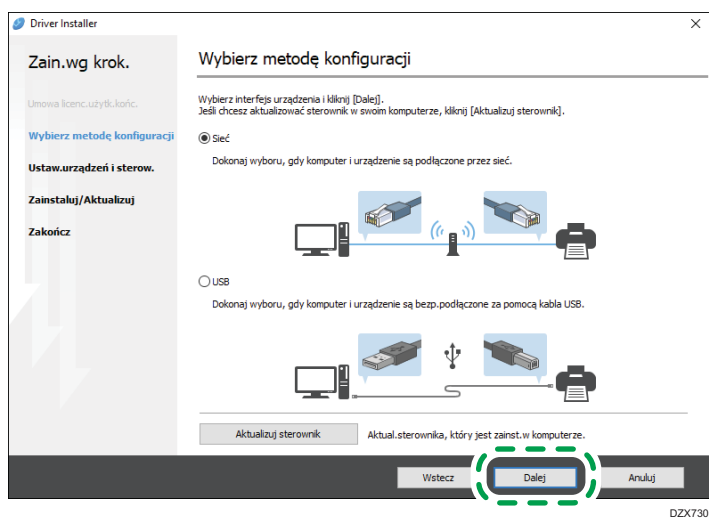 Driver Installer
Zain.wg krok.
Wybierz metodę konfiguracji
Umowa licenc.użytk.końc.
Wybierz metodę konfiguracji
Ustaw.urządzeń i sterow.
Zainstaluj/Aktualizuj
Zakończ
Wybierz interfejs urządzenia i kliknij [Dalej].
Jeśli chcesz aktualizować sterownik w swoim komputerze, kliknij [Aktualizuj sterownik].
Sieć
Dokonaj wyboru, gdy komputer i urządzenie są podłączone przez sieć.
USB
Dokonaj wyboru, gdy komputer i urządzenie są bezp.podłączone za pomocą kabla USB.
Aktualizuj sterownik
Aktual.sterownika, który jest zainst.w komputerze.
Wstecz
Dalej
Anuluj
DZX730